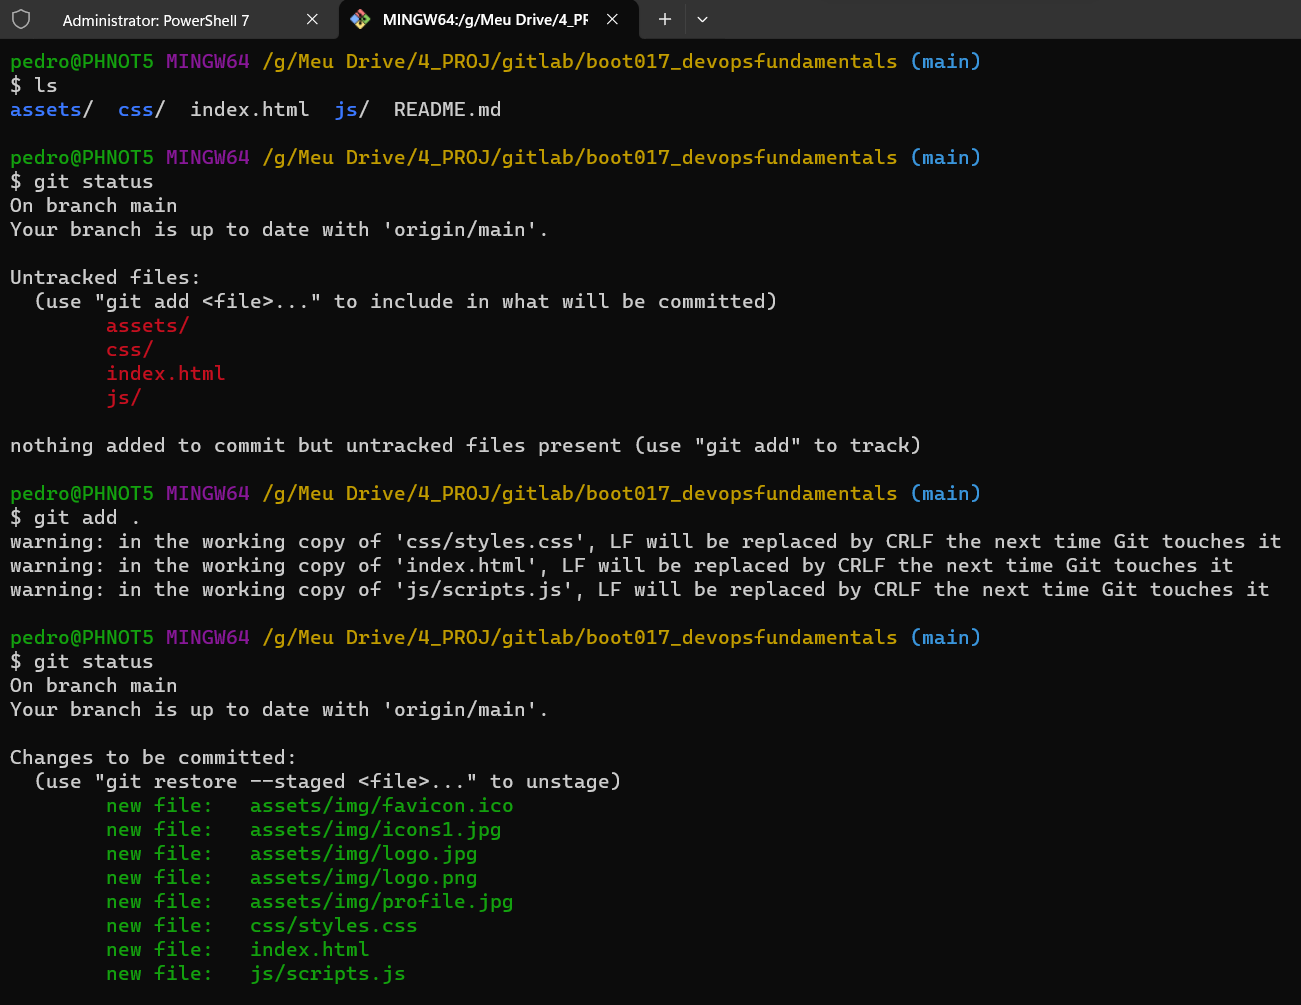 Administrator: PowerShell 7
MINGW64:/g/Meu Drive/4_PR
pedro@PHNOT5 MINGW64 /g/Meu Drive/4_PROJ/gitlab/boot017_devopsfundamentals (main)
$ ls
assets/  css/  index.html  js/  README.md
pedro@PHNOT5 MINGW64 /g/Meu Drive/4_PROJ/gitlab/boot017_devopsfundamentals (main)
$ git status
On branch main
Your branch is up to date with 'origin/main'.
Untracked files:
  (use "git add <file>..." to include in what will be committed)
        assets/
        css/
        index.html
        js/
nothing added to commit but untracked files present (use "git add" to track)
pedro@PHNOT5 MINGW64 /g/Meu Drive/4_PROJ/gitlab/boot017_devopsfundamentals (main)
$ git add .
warning: in the working copy of 'css/styles.css', LF will be replaced by CRLF the next time Git touches it
warning: in the working copy of 'index.html', LF will be replaced by CRLF the next time Git touches it
warning: in the working copy of 'js/scripts.js', LF will be replaced by CRLF the next time Git touches it
pedro@PHNOT5 MINGW64 /g/Meu Drive/4_PROJ/gitlab/boot017_devopsfundamentals (main)
$ git status
On branch main
Your branch is up to date with 'origin/main'.
Changes to be committed:
  (use "git restore --staged <file>..." to unstage)
        new file:   assets/img/favicon.ico
        new file:   assets/img/icons1.jpg
        new file:   assets/img/logo.jpg
        new file:   assets/img/logo.png
        new file:   assets/img/profile.jpg
        new file:   css/styles.css
        new file:   index.html
        new file:   js/scripts.js